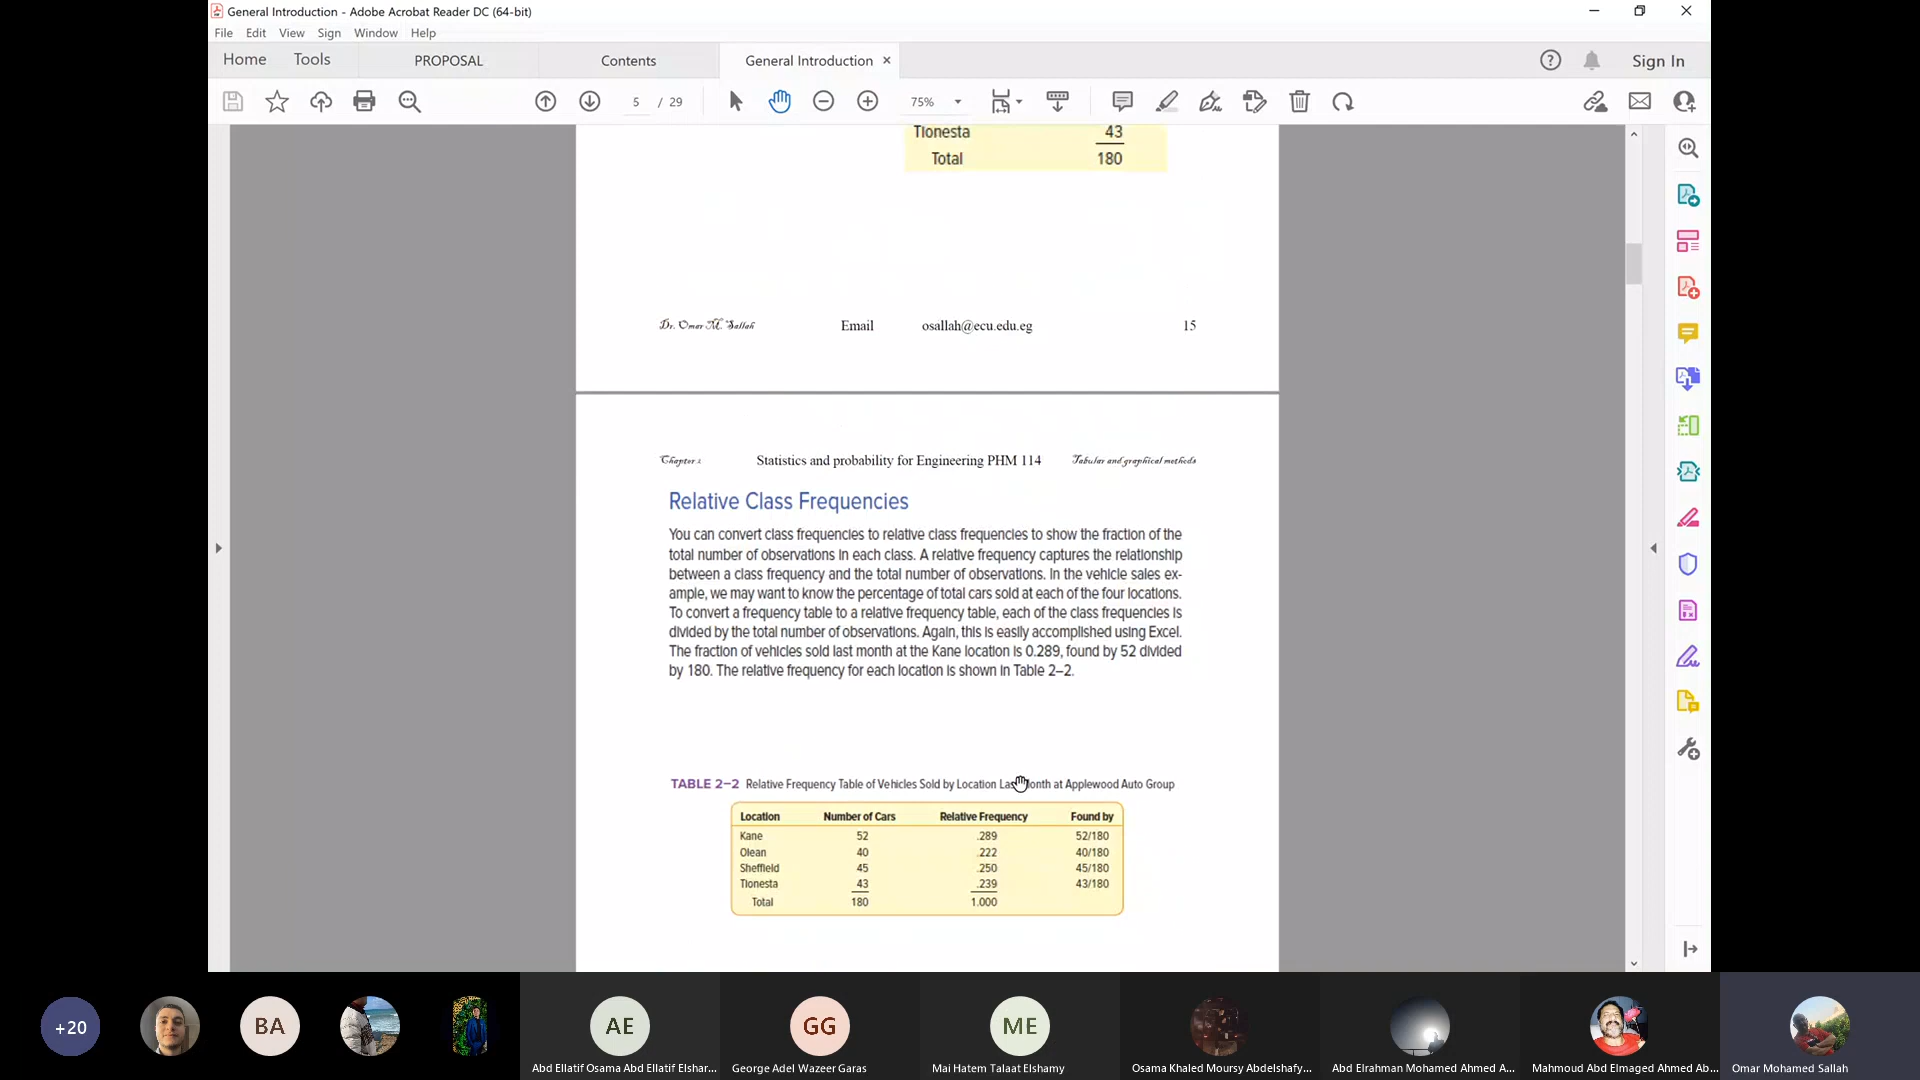 General Introduction - Adobe Acrobat Reader DC (64-bit)
File Edit View Sign Window Help
Home Tools PROPOSAL Contents General Introduction × Sign In
5 / 29 75%
Tionesta 43
Total 180
Dr. Omar M. Sallah Email osallah@ecu.edu.eg 15
Chapter 2 Statistics and probability for Engineering PHM 114 Tabular and graphical methods
Relative Class Frequencies
You can convert class frequencies to relative class frequencies to show the fraction of the
total number of observations in each class. A relative frequency captures the relationship
between a class frequency and the total number of observations. In the vehicle sales ex-
ample, we may want to know the percentage of total cars sold at each of the four locations.
To convert a frequency table to a relative frequency table, each of the class frequencies is
divided by the total number of observations. Again, this is easily accomplished using Excel.
The fraction of vehicles sold last month at the Kane location is 0.289, found by 52 divided
by 180. The relative frequency for each location is shown in Table 2–2.
TABLE 2–2 Relative Frequency Table of Vehicles Sold by Location Last Month at Applewood Auto Group
Location Number of Cars Relative Frequency Found by
Kane 52 .289 52/180
Olean 40 .222 40/180
Sheffield 45 .250 45/180
Tionesta 43 .239 43/180
Total 180 1.000
+20 BA AE GG ME
Abd Ellatif Osama Abd Ellatif Elshar... George Adel Wazeer Garas Mai Hatem Talaat Elshamy Osama Khaled Moursy Abdelshafy... Abd Elrahman Mohamed Ahmed A... Mahmoud Abd Elmaged Ahmed Ab... Omar Mohamed Sallah